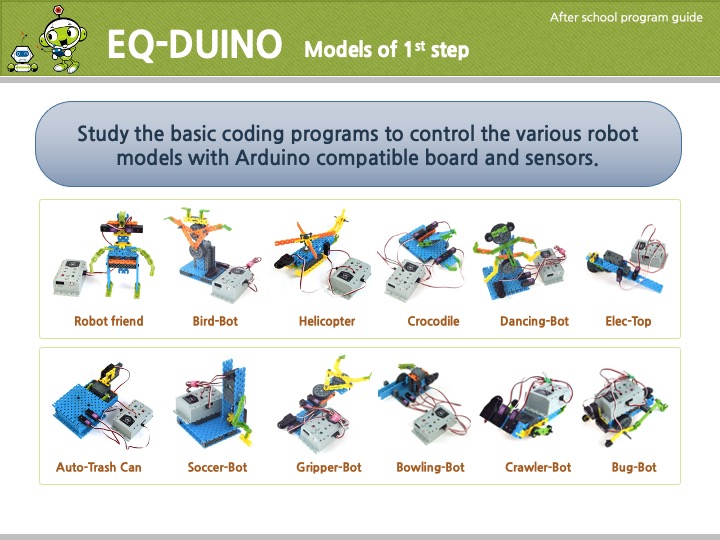 After school program guide
EQ-DUINO Models of 1st step
Study the basic coding programs to control the various robot
models with Arduino compatible board and sensors.
Robot friend Bird-Bot Helicopter Crocodile Dancing-Bot Elec-Top
Auto-Trash Can Soccer-Bot Gripper-Bot Bowling-Bot Crawler-Bot Bug-Bot